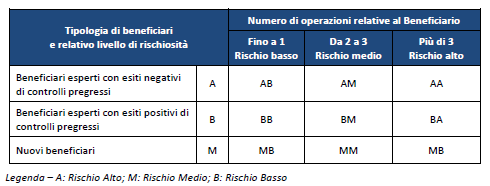 Tipologia di beneficiari
e relativo livello di rischiosità
Numero di operazioni relative al Beneficiario
Fino a 1
Rischio basso
Da 2 a 3
Rischio medio
Più di 3
Rischio alto
Beneficiari esperti con esiti negativi
di controlli pregressi
A
AB
AM
AA
Beneficiari esperti con esiti positivi di
controlli pregressi
B
BB
BM
BA
Nuovi beneficiari
M
MB
MM
MB
Legenda – A: Rischio Alto; M: Rischio Medio; B: Rischio Basso